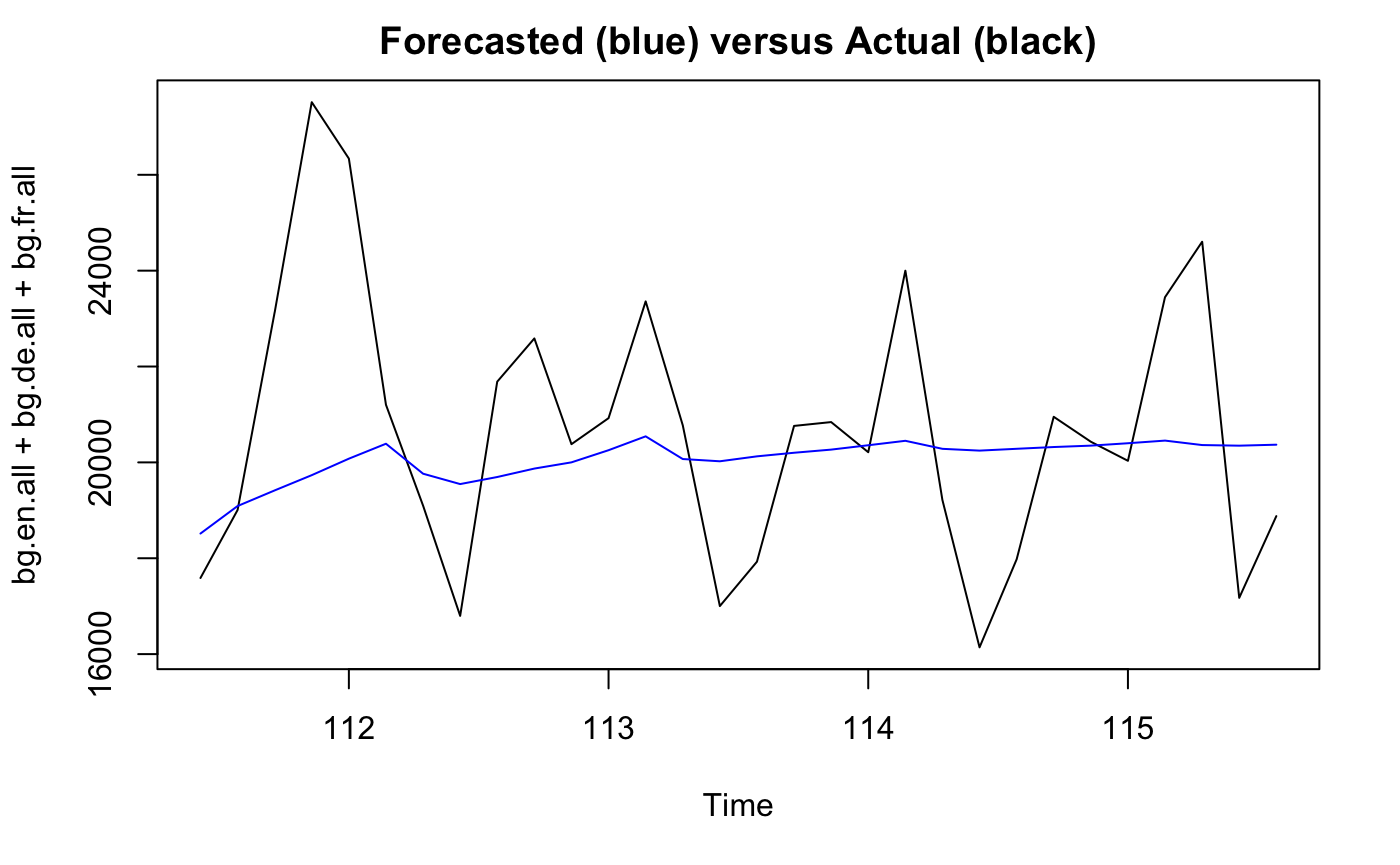 Forecasted (blue) versus Actual (black)
bg.en.all + bg.de.all + bg.fr.all
24000
20000
16000
112 113 114 115
Time